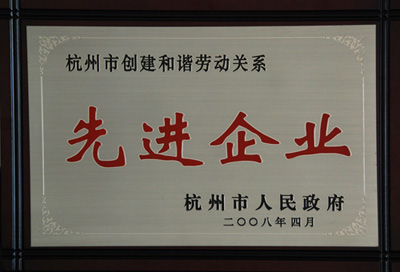 杭州市创建和谐劳动关系
先进企业
杭州市人民政府
二〇〇八年四月